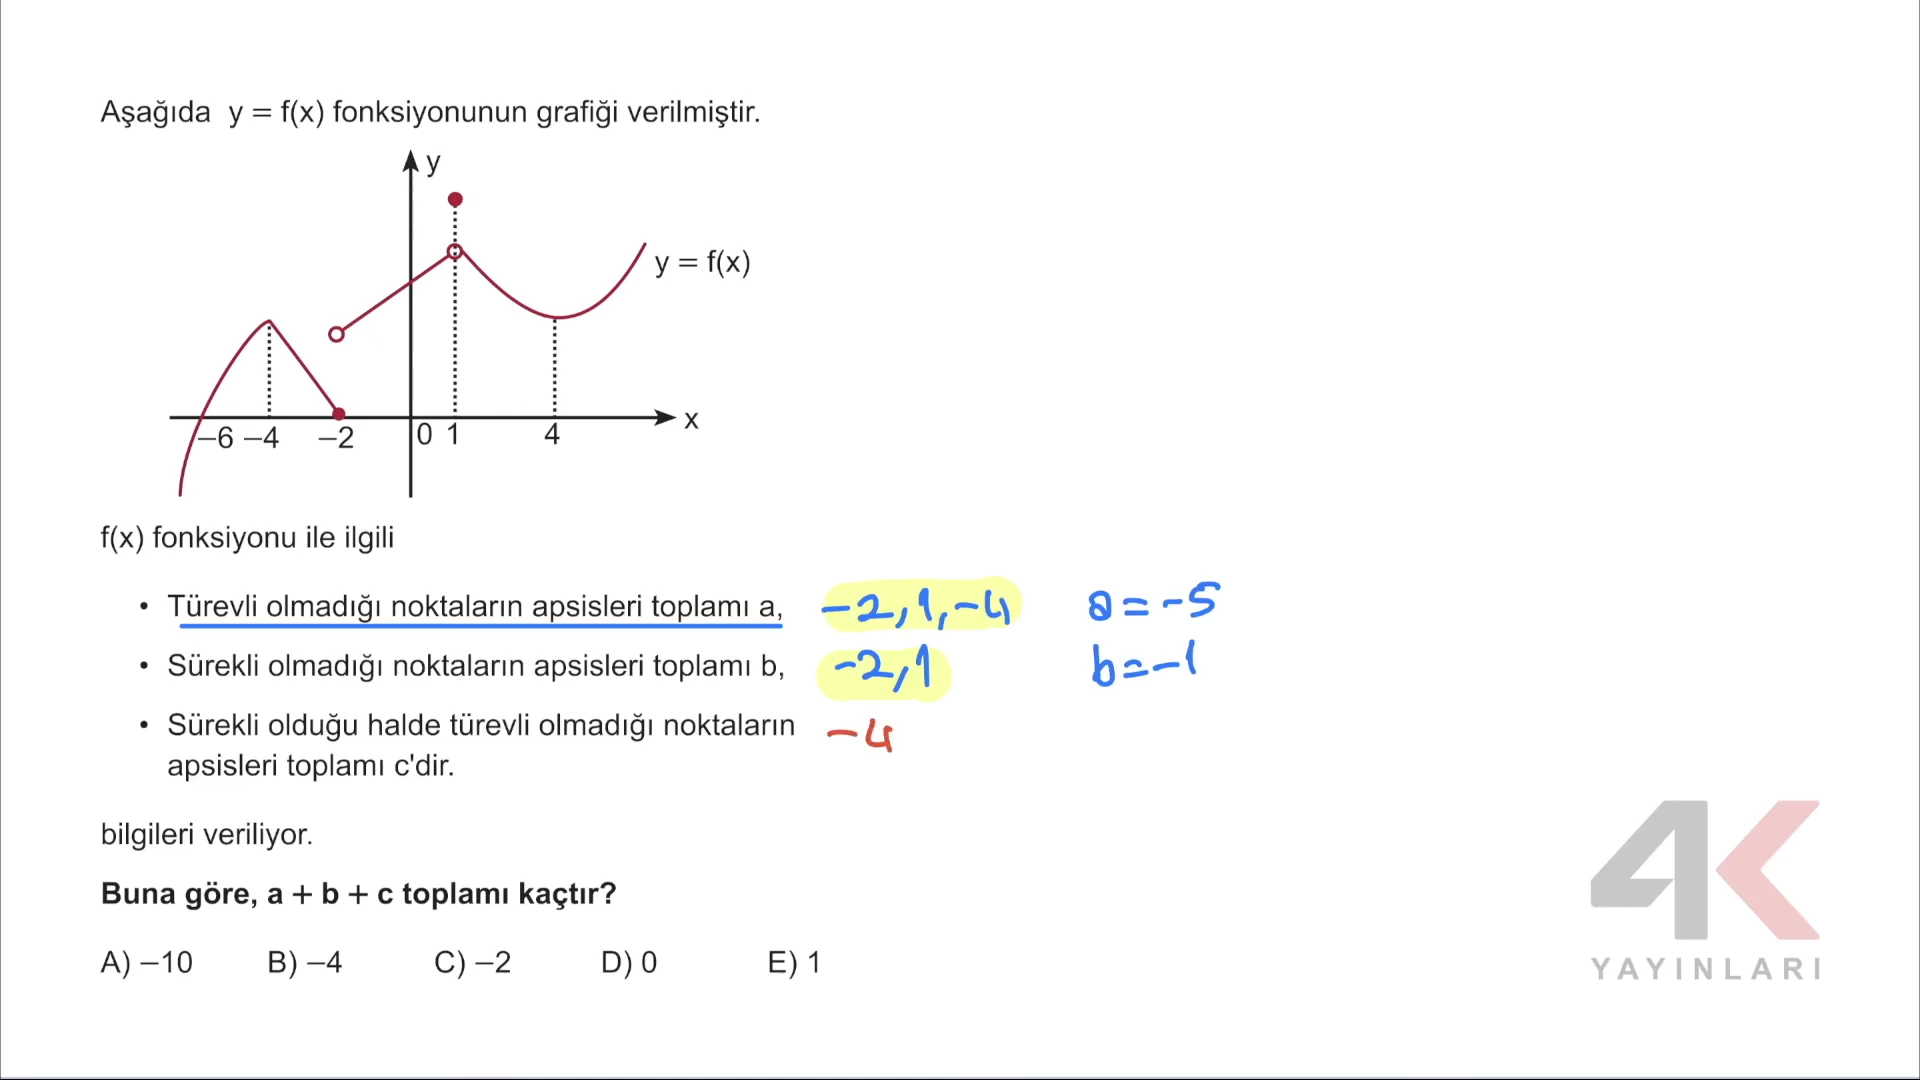 Aşağıda y = f(x) fonksiyonunun grafiği verilmiştir.
y
y = f(x)
x
–6 –4 –2 0 1 4
f(x) fonksiyonu ile ilgili
• Türevli olmadığı noktaların apsisleri toplamı a, -2, 1, -4 a = -5
• Sürekli olmadığı noktaların apsisleri toplamı b, -2, 1 b = -1
• Sürekli olduğu halde türevli olmadığı noktaların -4
apsisleri toplamı c'dir.
bilgileri veriliyor.
Buna göre, a + b + c toplamı kaçtır?
A) –10 B) –4 C) –2 D) 0 E) 1
4K
YAYINLARI